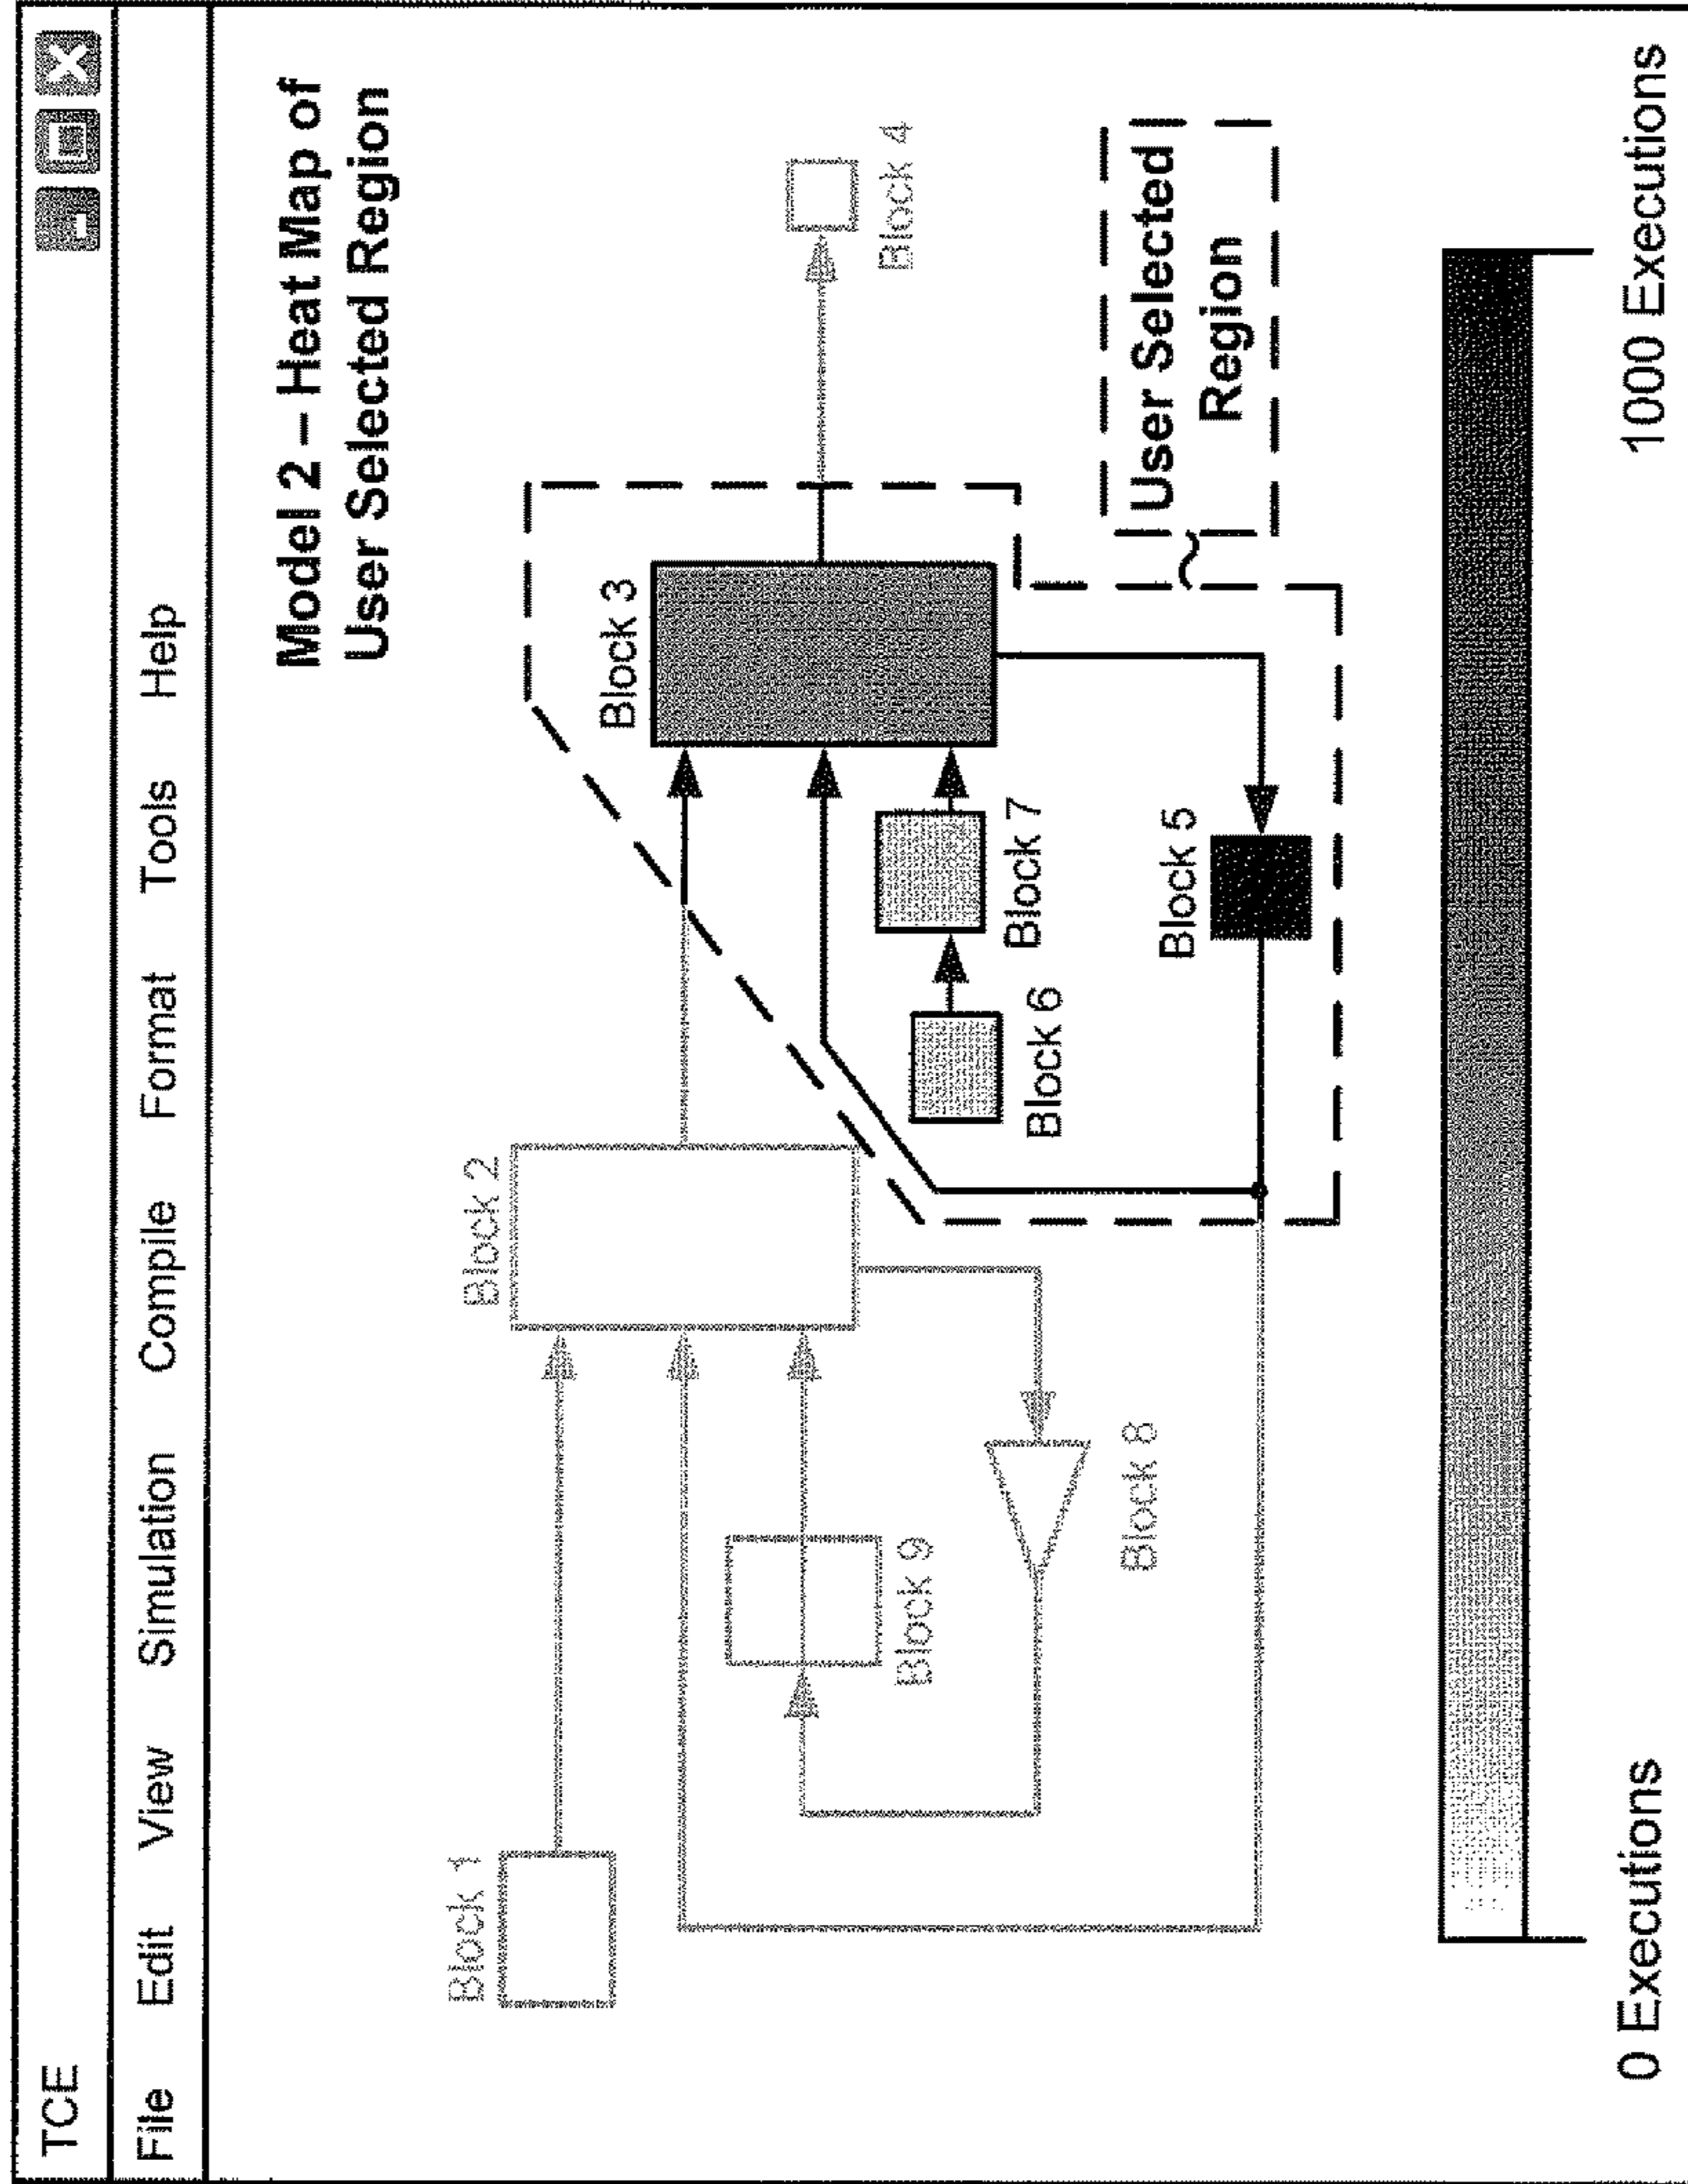 TCE
File Edit View Simulation Compile Format Tools Help
Model 2 – Heat Map of
User Selected Region
Block 1
Block 2
Block 3
Block 4
Block 9
Block 7
Block 6
Block 8
Block 5
User Selected
Region
0 Executions
1000 Executions